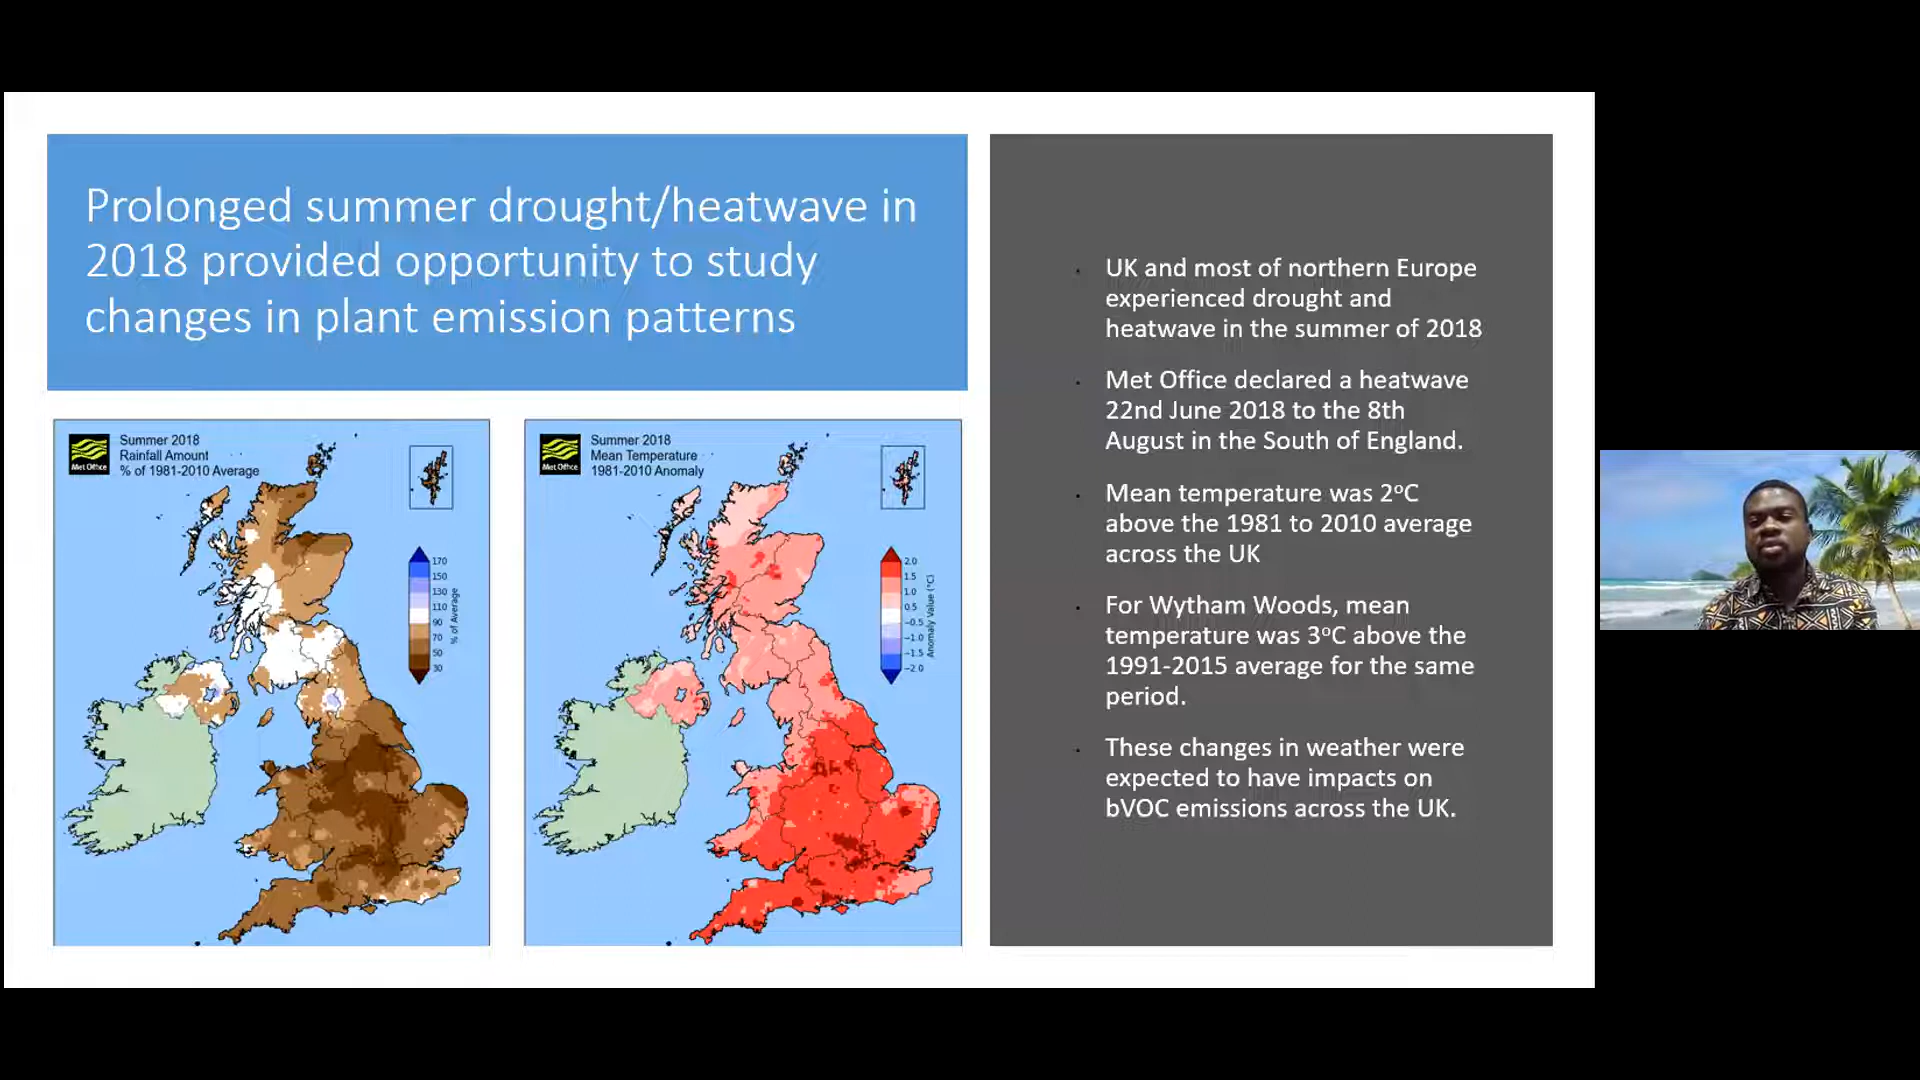 Prolonged summer drought/heatwave in
2018 provided opportunity to study
changes in plant emission patterns
Met Office
Summer 2018
Rainfall Amount
% of 1981-2010 Average
170
150
130
110
90
70
50
30
% of Average
Met Office
Summer 2018
Mean Temperature
1981-2010 Anomaly
2.0
1.5
1.0
0.5
−0.5
−1.0
−1.5
−2.0
Anomaly Value (°C)
UK and most of northern Europe
experienced drought and
heatwave in the summer of 2018
Met Office declared a heatwave
22nd June 2018 to the 8th
August in the South of England.
Mean temperature was 2°C
above the 1981 to 2010 average
across the UK
For Wytham Woods, mean
temperature was 3°C above the
1991-2015 average for the same
period.
These changes in weather were
expected to have impacts on
bVOC emissions across the UK.